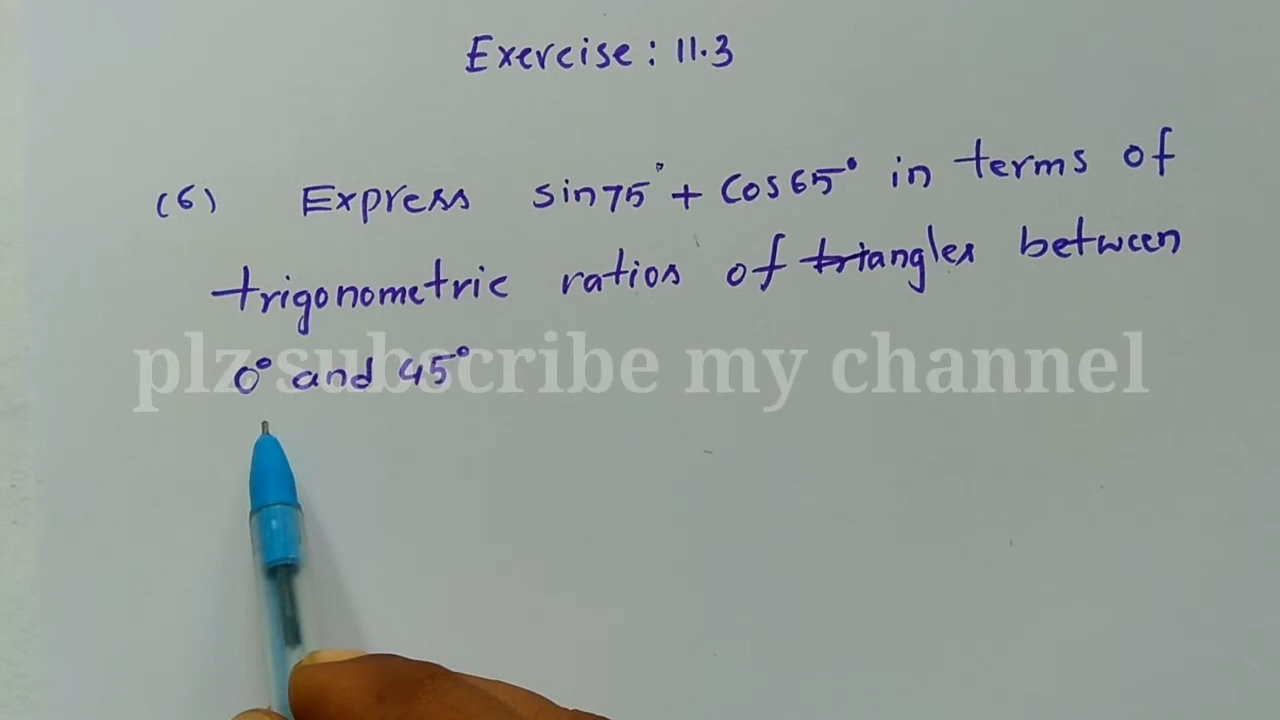 Exercise: 11.3
(6) Express sin75° + Cos65° in terms of
trigonometric ratios of angles between
0° and 45°
plz subscribe my channel